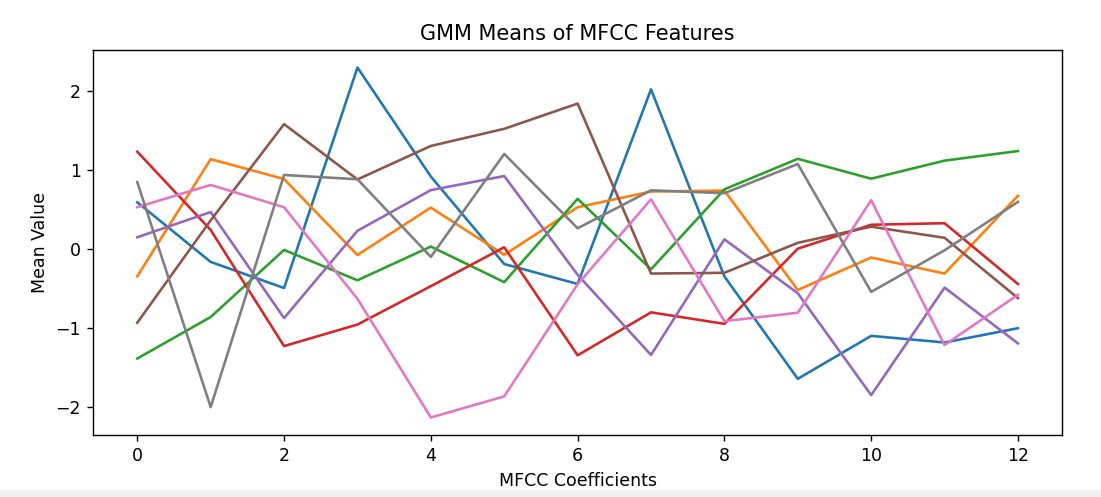 GMM Means of MFCC Features
Mean Value
2
1
0
−1
−2
0 2 4 6 8 10 12
MFCC Coefficients